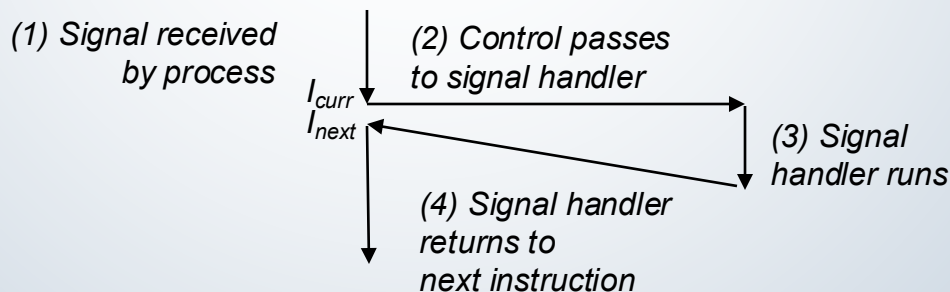 (1) Signal received
by process
(2) Control passes
to signal handler
Icurr
Inext
(3) Signal
handler runs
(4) Signal handler
returns to
next instruction